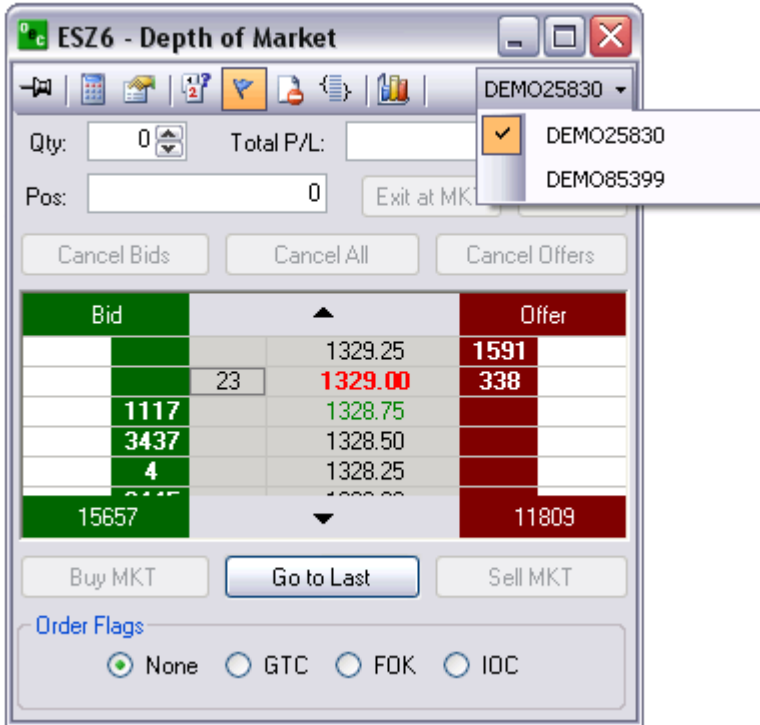 ESZ6 - Depth of Market
DEMO25830
DEMO25830
DEMO85399
Qty: 0 Total P/L:
Pos: 0 Exit at MKT
Cancel Bids Cancel All Cancel Offers
Bid Offer
1329.25 1591
23 1329.00 338
1117 1328.75
3437 1328.50
4 1328.25
15657 11809
Buy MKT Go to Last Sell MKT
Order Flags
None GTC FOK IOC